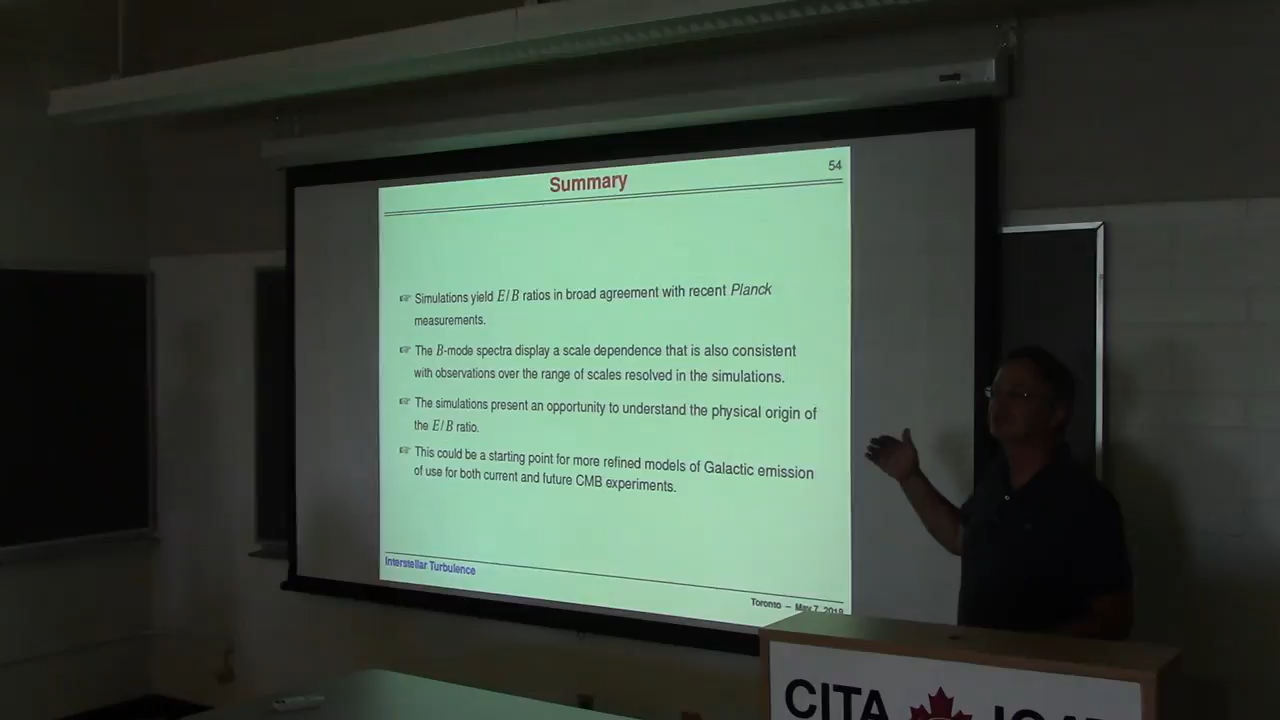 54
Summary
☞ Simulations yield E/B ratios in broad agreement with recent Planck
measurements.
☞ The B-mode spectra display a scale dependence that is also consistent
with observations over the range of scales resolved in the simulations.
☞ The simulations present an opportunity to understand the physical origin of
the E/B ratio.
☞ This could be a starting point for more refined models of Galactic emission
of use for both current and future CMB experiments.
Interstellar Turbulence
Toronto – May 7, 2018
CITA